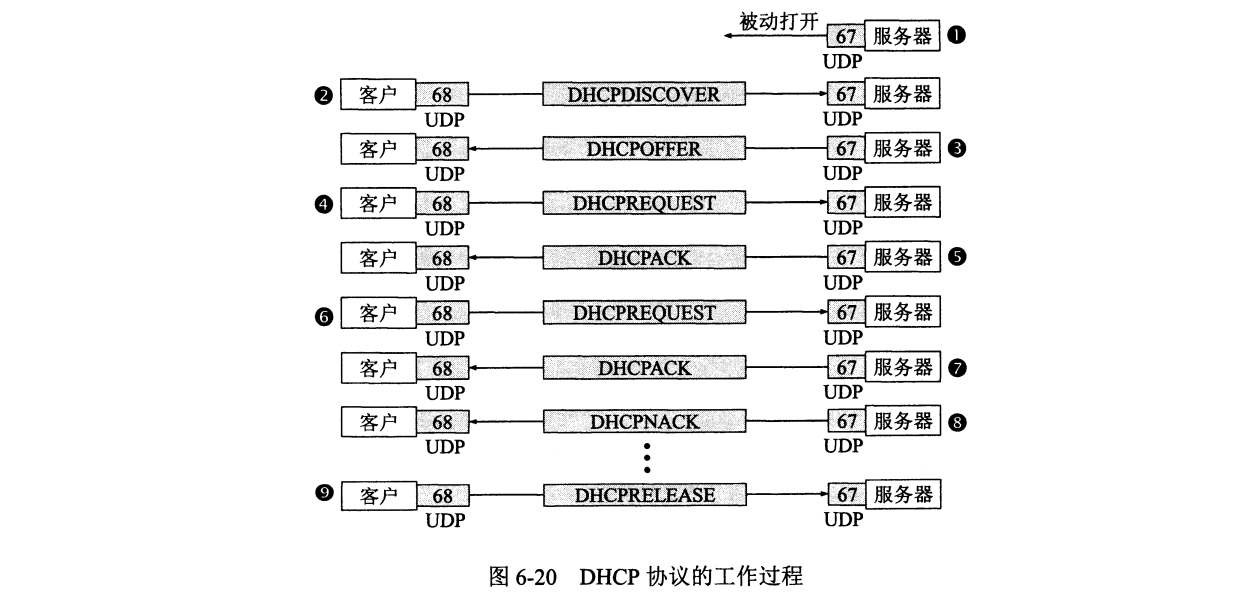 被动打开
67 服务器 ❶
UDP
❷ 客户 68 DHCPDISCOVER 67 服务器
UDP UDP
客户 68 DHCPOFFER 67 服务器 ❸
UDP UDP
❹ 客户 68 DHCPREQUEST 67 服务器
UDP UDP
客户 68 DHCPACK 67 服务器 ❺
UDP UDP
❻ 客户 68 DHCPREQUEST 67 服务器
UDP UDP
客户 68 DHCPACK 67 服务器 ❼
UDP UDP
客户 68 DHCPNACK 67 服务器 ❽
UDP UDP
❾ 客户 68 DHCPRELEASE 67 服务器
UDP UDP
图 6-20 DHCP 协议的工作过程